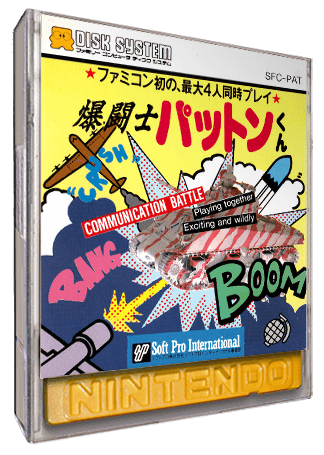 DISK SYSTEM
ファミリー コンピュータ ディスク システム
SFC-PAT
★ファミコン初の、最大4人同時プレイ★
爆闘士パットンくん
CRUSH
COMMUNICATION BATTLE
Playing together
Exciting and wildly
BANG
BOOM
Soft Pro International
NINTENDO